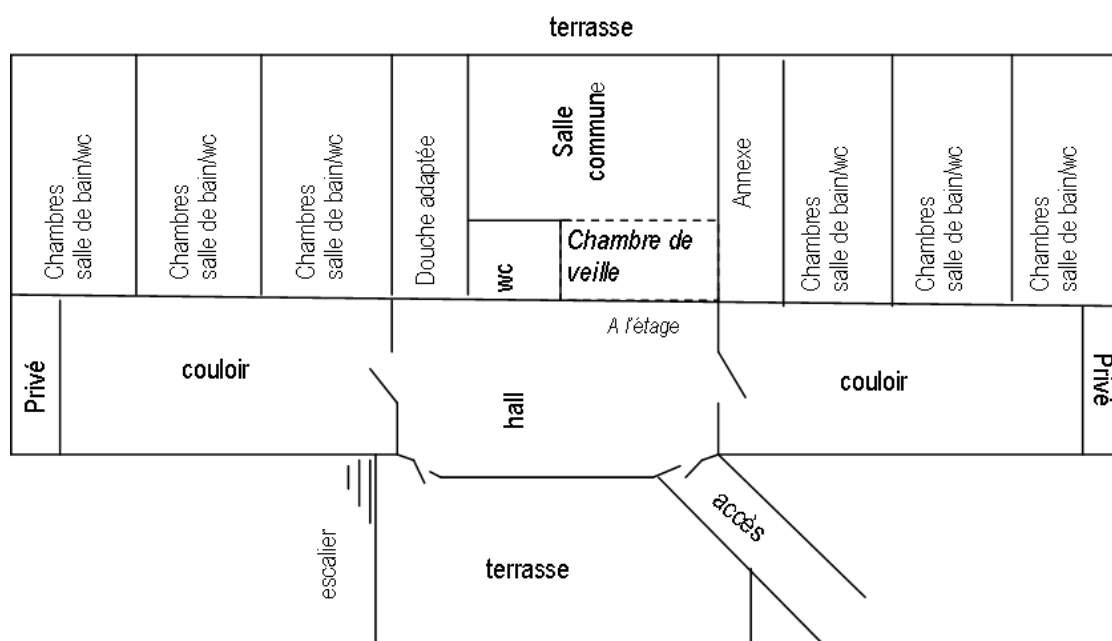 terrasse
Chambres
salle de bain/wc
Chambres
salle de bain/wc
Chambres
salle de bain/wc
Douche adaptée
Salle
commune
Annexe
Chambres
salle de bain/wc
Chambres
salle de bain/wc
Chambres
salle de bain/wc
wc
Chambre de
veille
A l'étage
Privé
couloir
hall
couloir
Privé
accès
escalier
terrasse